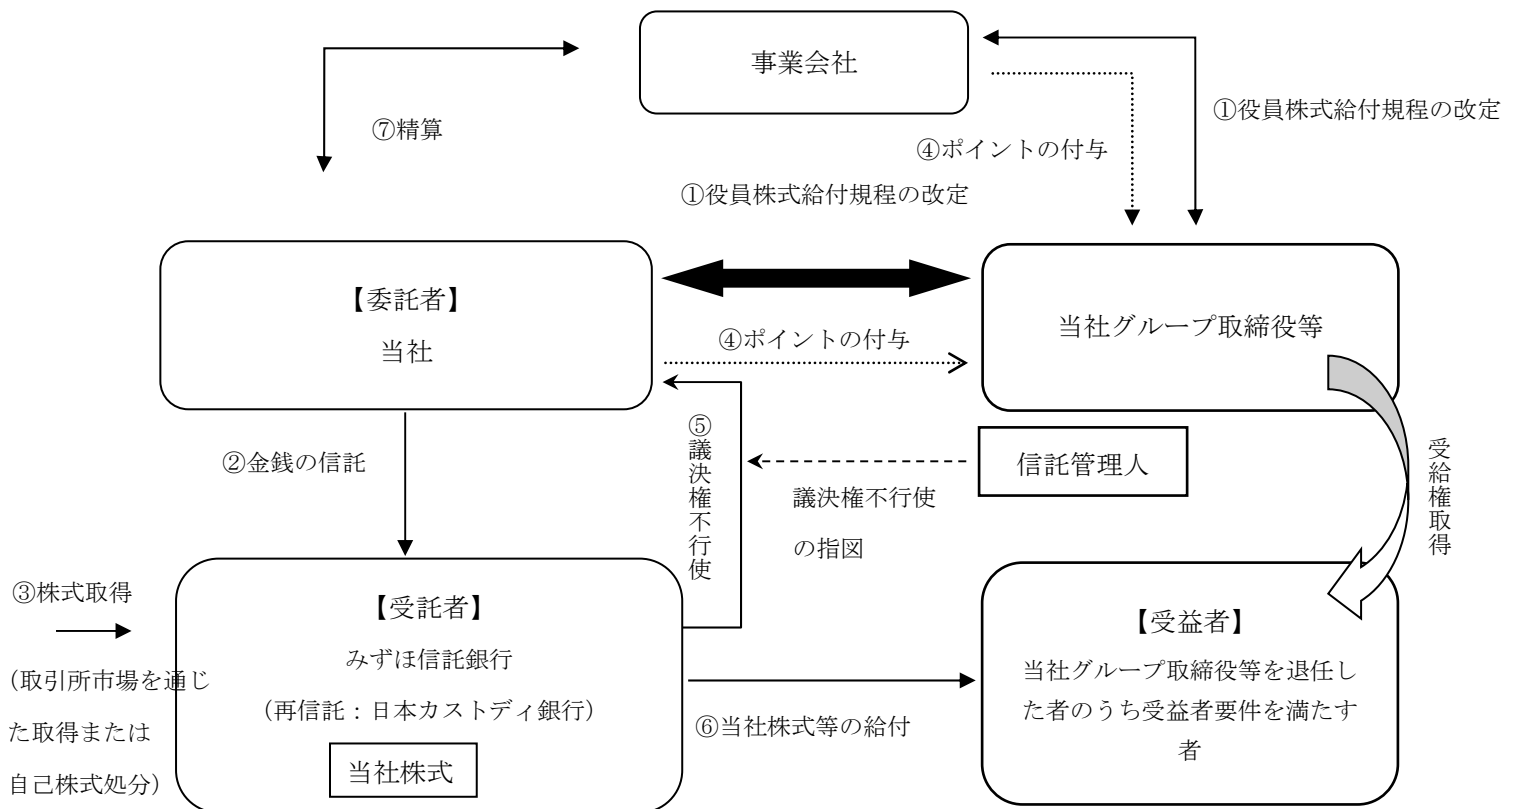 事業会社
①役員株式給付規程の改定
⑦精算
④ポイントの付与
①役員株式給付規程の改定
【委託者】
当社
④ポイントの付与
当社グループ取締役等
②金銭の信託
⑤議決権不行使
議決権不行使
の指図
信託管理人
受給権取得
③株式取得
(取引所市場を通じ
た取得または
自己株式処分)
【受託者】
みずほ信託銀行
(再信託：日本カストディ銀行)
当社株式
⑥当社株式等の給付
【受益者】
当社グループ取締役等を退任し
た者のうち受益者要件を満たす
者